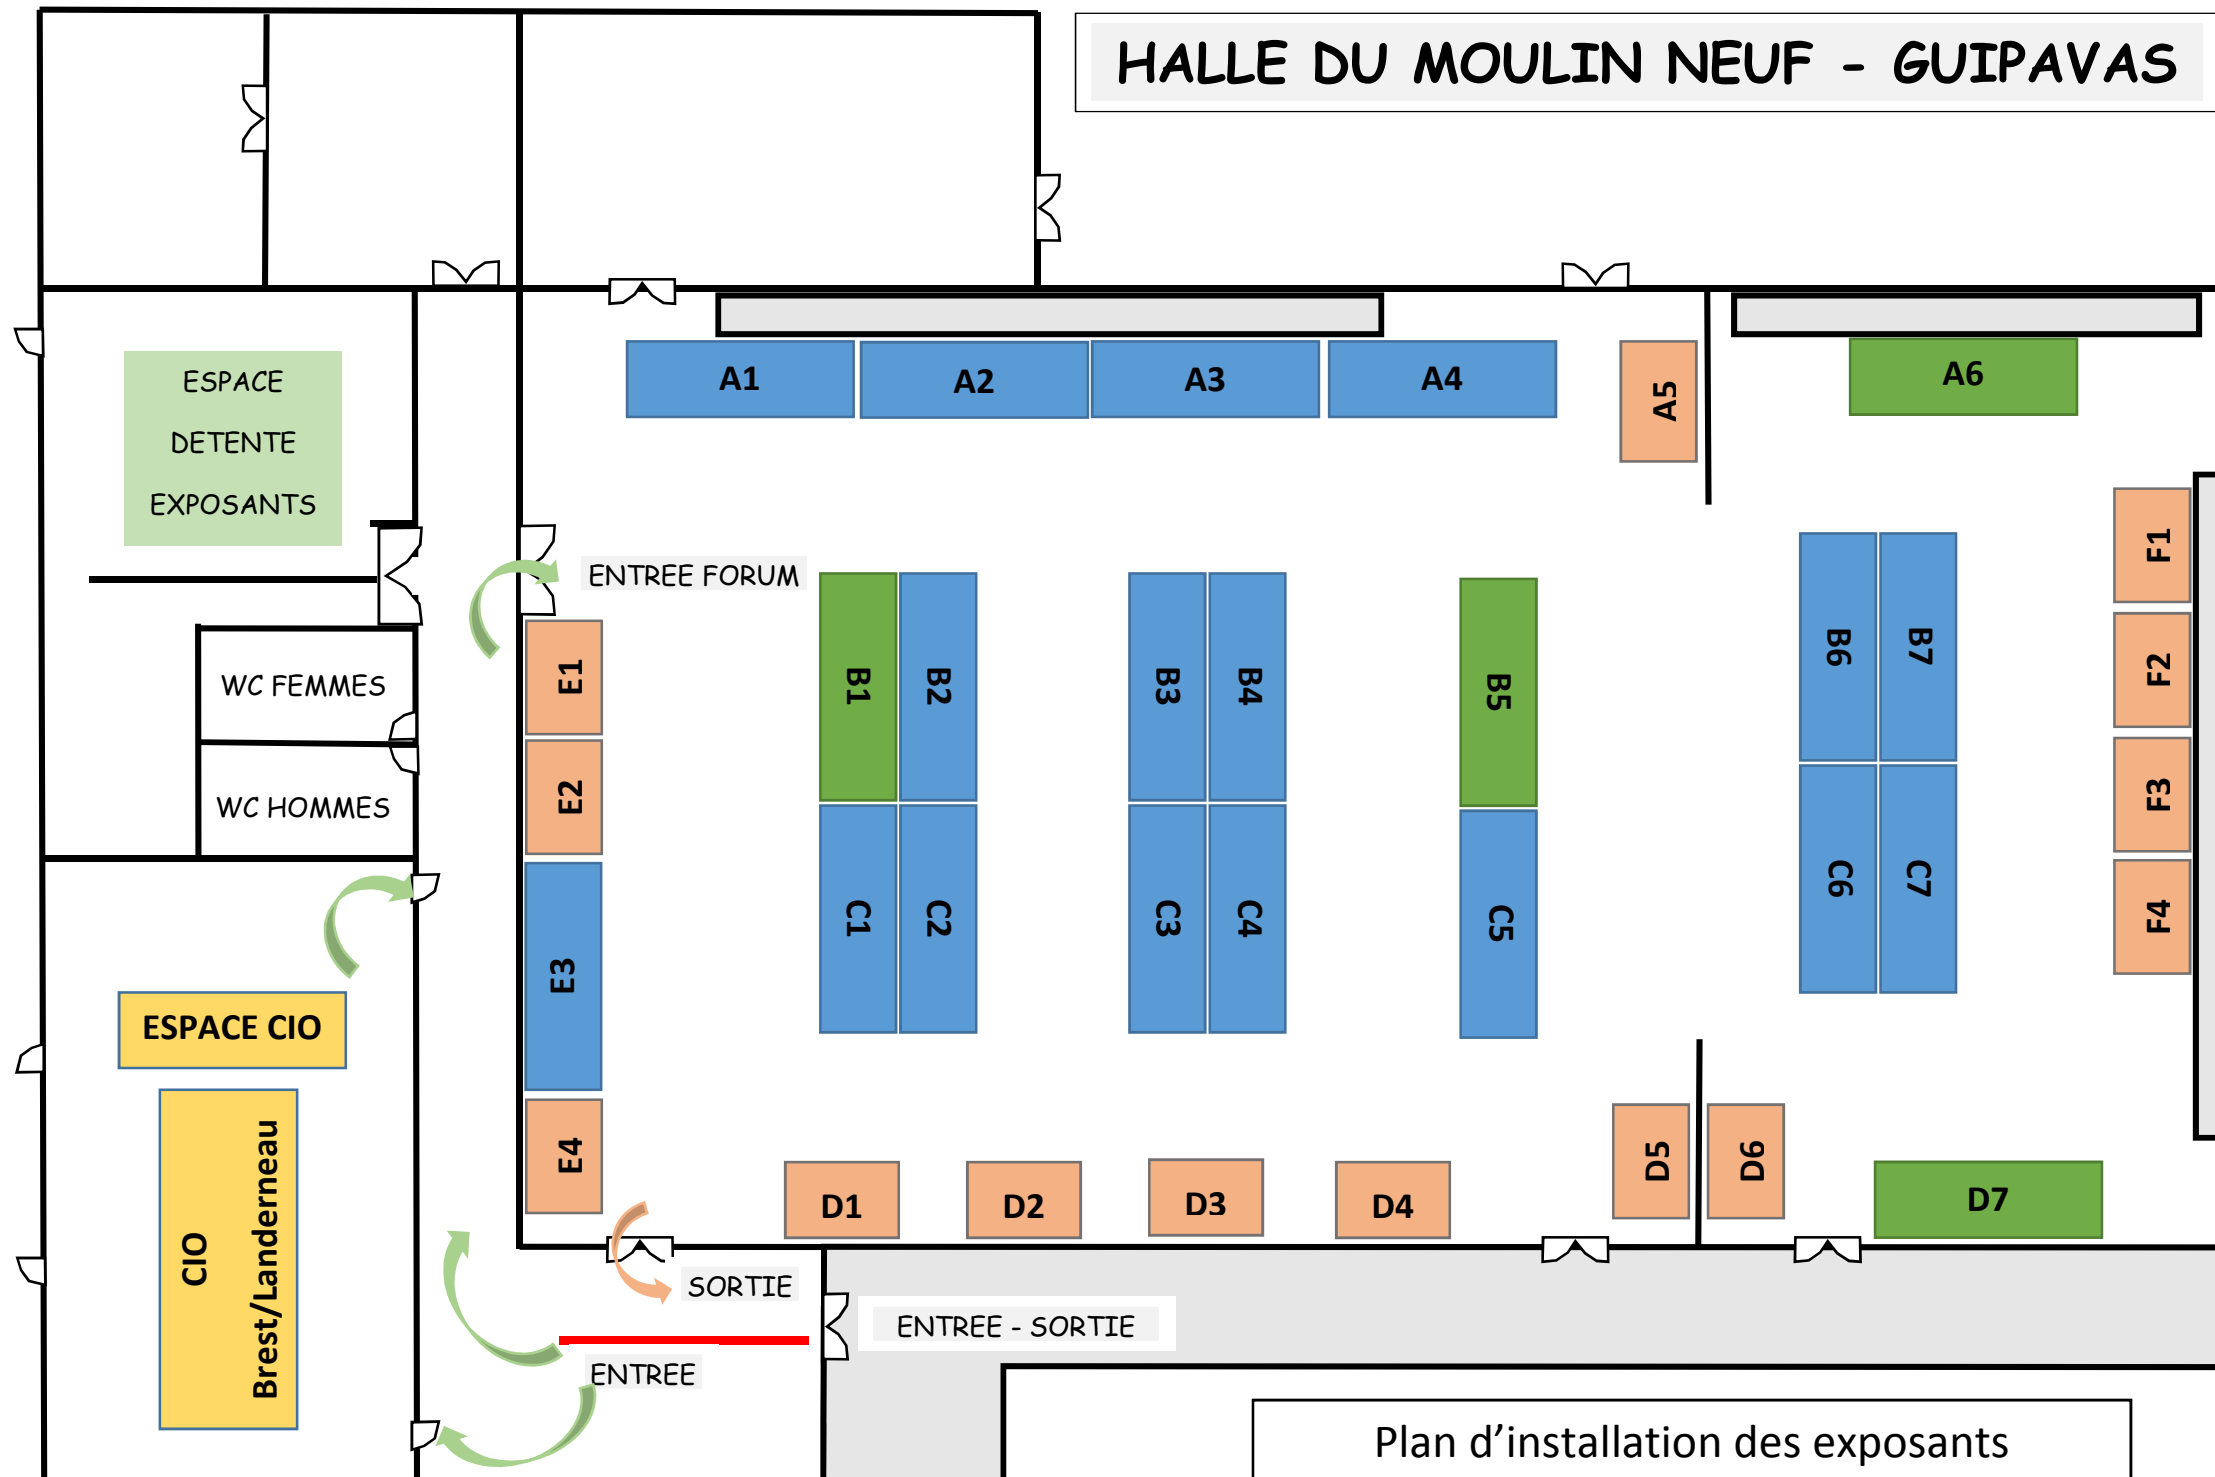 HALLE DU MOULIN NEUF - GUIPAVAS
ESPACE
DETENTE
EXPOSANTS
A1
A2
A3
A4
A5
A6
ENTREE FORUM
WC FEMMES
WC HOMMES
E1
E2
E3
E4
B1
B2
B3
B4
B5
B6
B7
C1
C2
C3
C4
C5
C6
C7
F1
F2
F3
F4
ESPACE CIO
CIO
Brest/Landerneau
D1
D2
D3
D4
D5
D6
D7
SORTIE
ENTREE - SORTIE
ENTREE
Plan d’installation des exposants